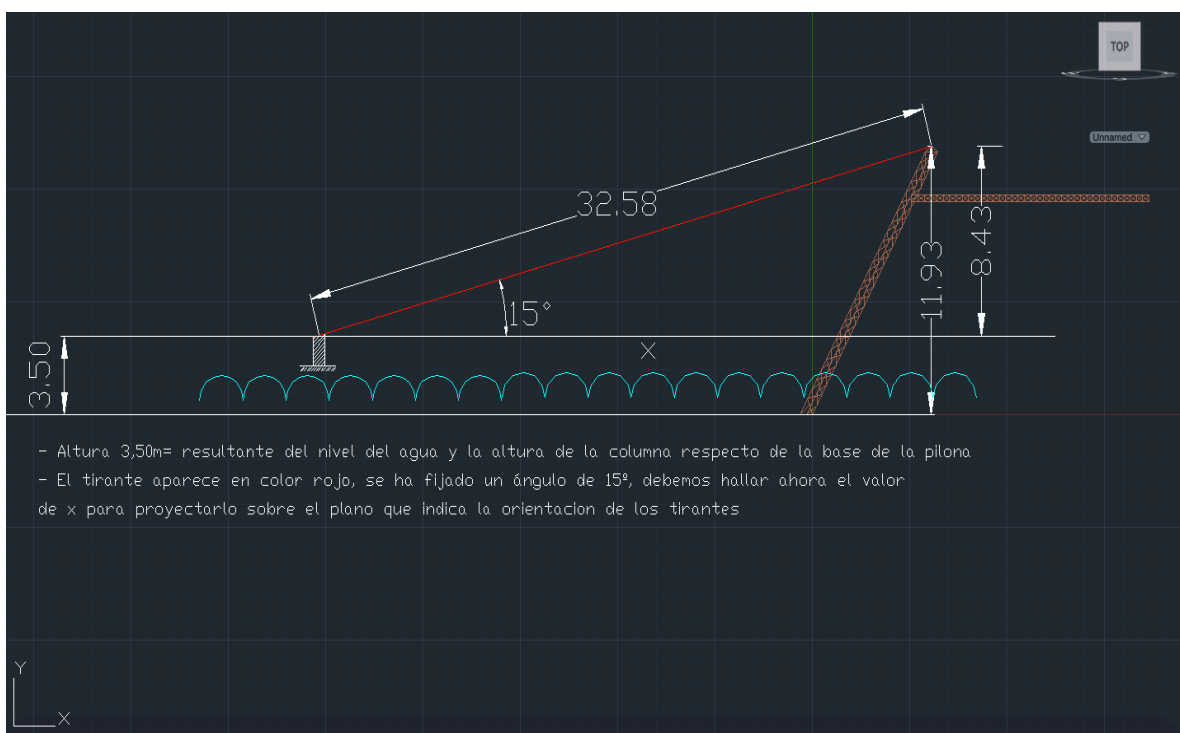 TOP
Unnamed
32.58
15°
11.93
8.43
3.50
X
- Altura 3,50m= resultante del nivel del agua y la altura de la columna respecto de la base de la pilona
- El tirante aparece en color rojo, se ha fijado un ángulo de 15º, debemos hallar ahora el valor
de x para proyectarlo sobre el plano que indica la orientacion de los tirantes
Y
X